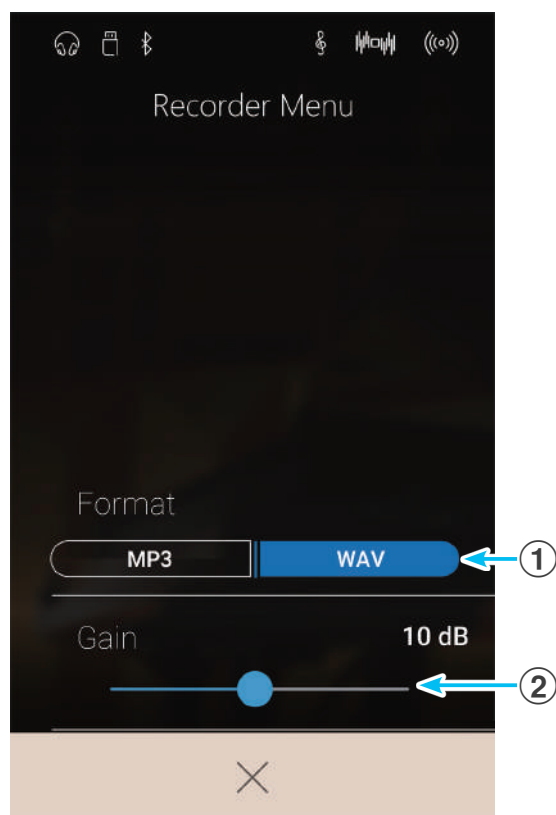 Recorder Menu
Format
MP3 WAV
①
Gain 10 dB
②